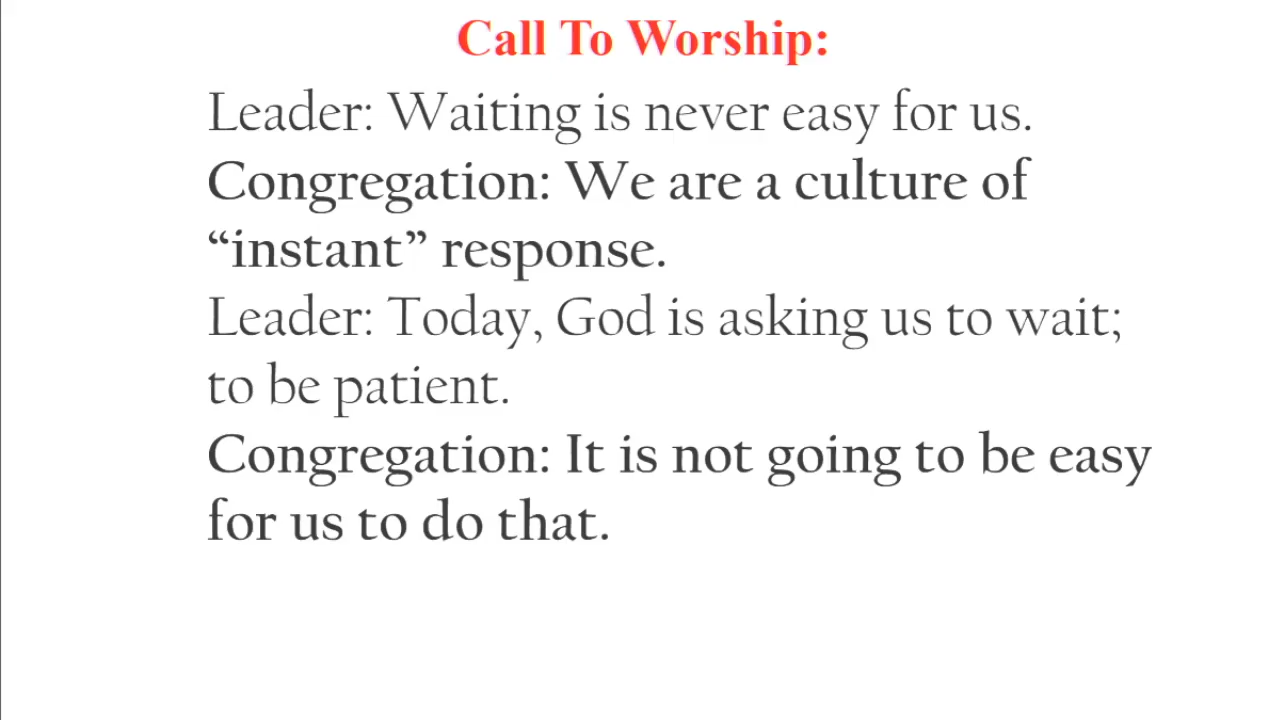 Call To Worship:
Leader: Waiting is never easy for us.
Congregation: We are a culture of
“instant” response.
Leader: Today, God is asking us to wait;
to be patient.
Congregation: It is not going to be easy
for us to do that.